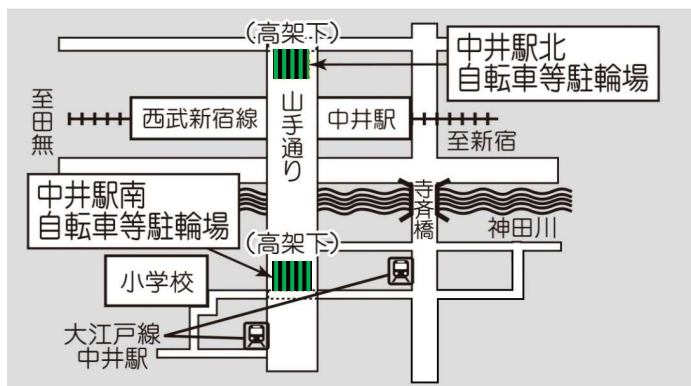 (高架下)
中井駅北
自転車等駐輪場
至田無
西武新宿線
山手通り
中井駅
至新宿
中井駅南
自転車等駐輪場
寺斉橋
神田川
(高架下)
小学校
大江戸線
中井駅